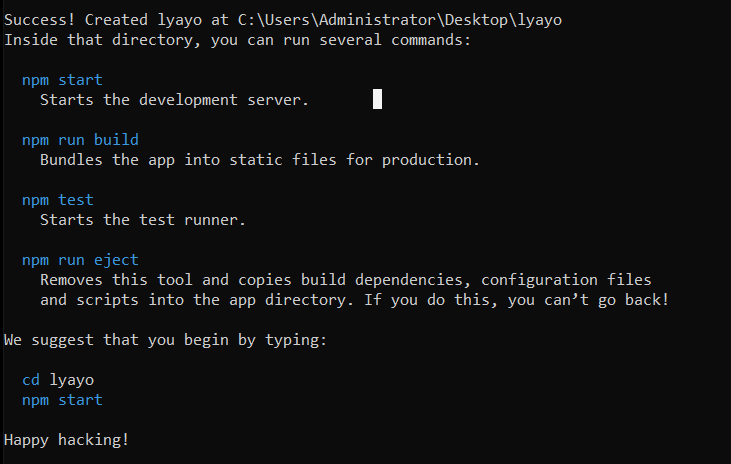 Success! Created lyayo at C:\Users\Administrator\Desktop\lyayo
Inside that directory, you can run several commands:
npm start
Starts the development server.
npm run build
Bundles the app into static files for production.
npm test
Starts the test runner.
npm run eject
Removes this tool and copies build dependencies, configuration files
and scripts into the app directory. If you do this, you can’t go back!
We suggest that you begin by typing:
cd lyayo
npm start
Happy hacking!